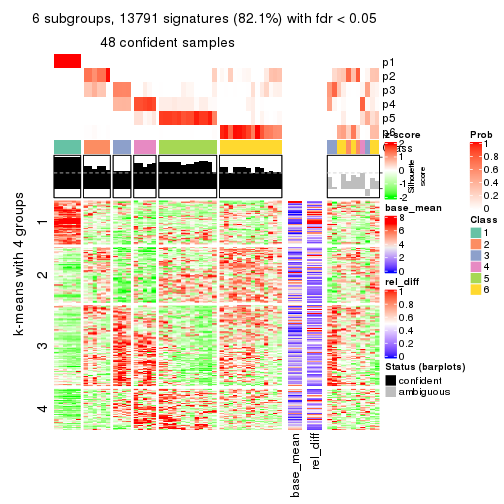 6 subgroups, 13791 signatures (82.1%) with fdr < 0.05
48 confident samples
p1
p2
p3
p4
p5
p6
Class
z-score
2
1
0
-1
-2
Silhouette score
base_mean
8
6
4
2
0
rel_diff
1
0.8
0.6
0.4
0.2
0
Status (barplots)
confident
ambiguous
Prob
1
0.8
0.6
0.4
0.2
0
Class
1
2
3
4
5
6
k-means with 4 groups
1
2
3
4
base_mean
rel_diff